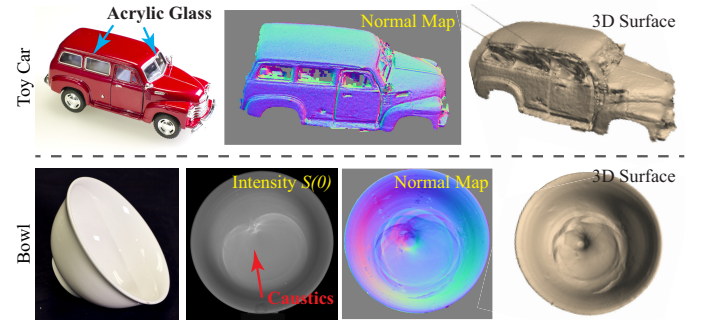 Acrylic Glass
Normal Map
3D Surface
Toy Car
Intensity S(0)
Normal Map
3D Surface
Bowl
Caustics